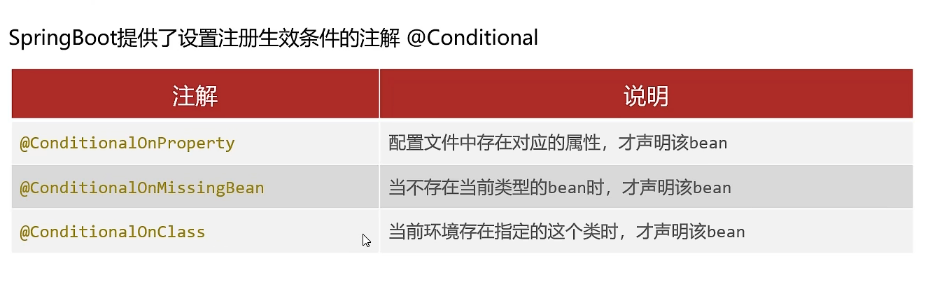 SpringBoot提供了设置注册生效条件的注解 @Conditional
注解 说明
@ConditionalOnProperty 配置文件中存在对应的属性，才声明该bean
@ConditionalOnMissingBean 当不存在当前类型的bean时，才声明该bean
@ConditionalOnClass 当前环境存在指定的这个类时，才声明该bean